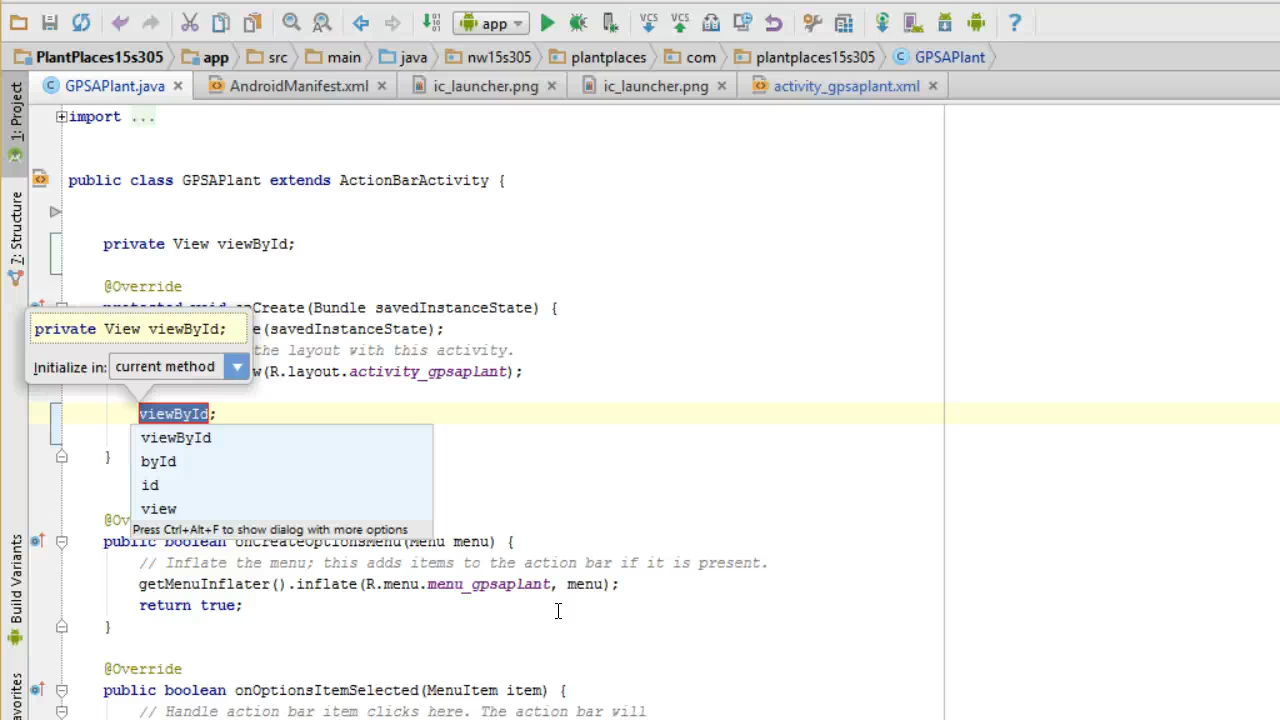 app
PlantPlaces15s305 app src main java nw15s305 plantplaces com plantplaces15s305 GPSAPlant
GPSAPlant.java AndroidManifest.xml ic_launcher.png ic_launcher.png activity_gpsaplant.xml
1: Project
7: Structure
Build Variants
import ...
public class GPSAPlant extends ActionBarActivity {
private View viewById;
@Override
protected void onCreate(Bundle savedInstanceState) {
private View viewById;
e(savedInstanceState);
the layout with this activity.
Initialize in: current method
w(R.layout.activity_gpsaplant);
viewById;
viewById
byId
}
id
view
Press Ctrl+Alt+F to show dialog with more options
public boolean onCreateOptionsMenu(Menu menu) {
// Inflate the menu; this adds items to the action bar if it is present.
getMenuInflater().inflate(R.menu.menu_gpsaplant, menu);
return true;
}
@Override
public boolean onOptionsItemSelected(MenuItem item) {
// Handle action bar item clicks here. The action bar will